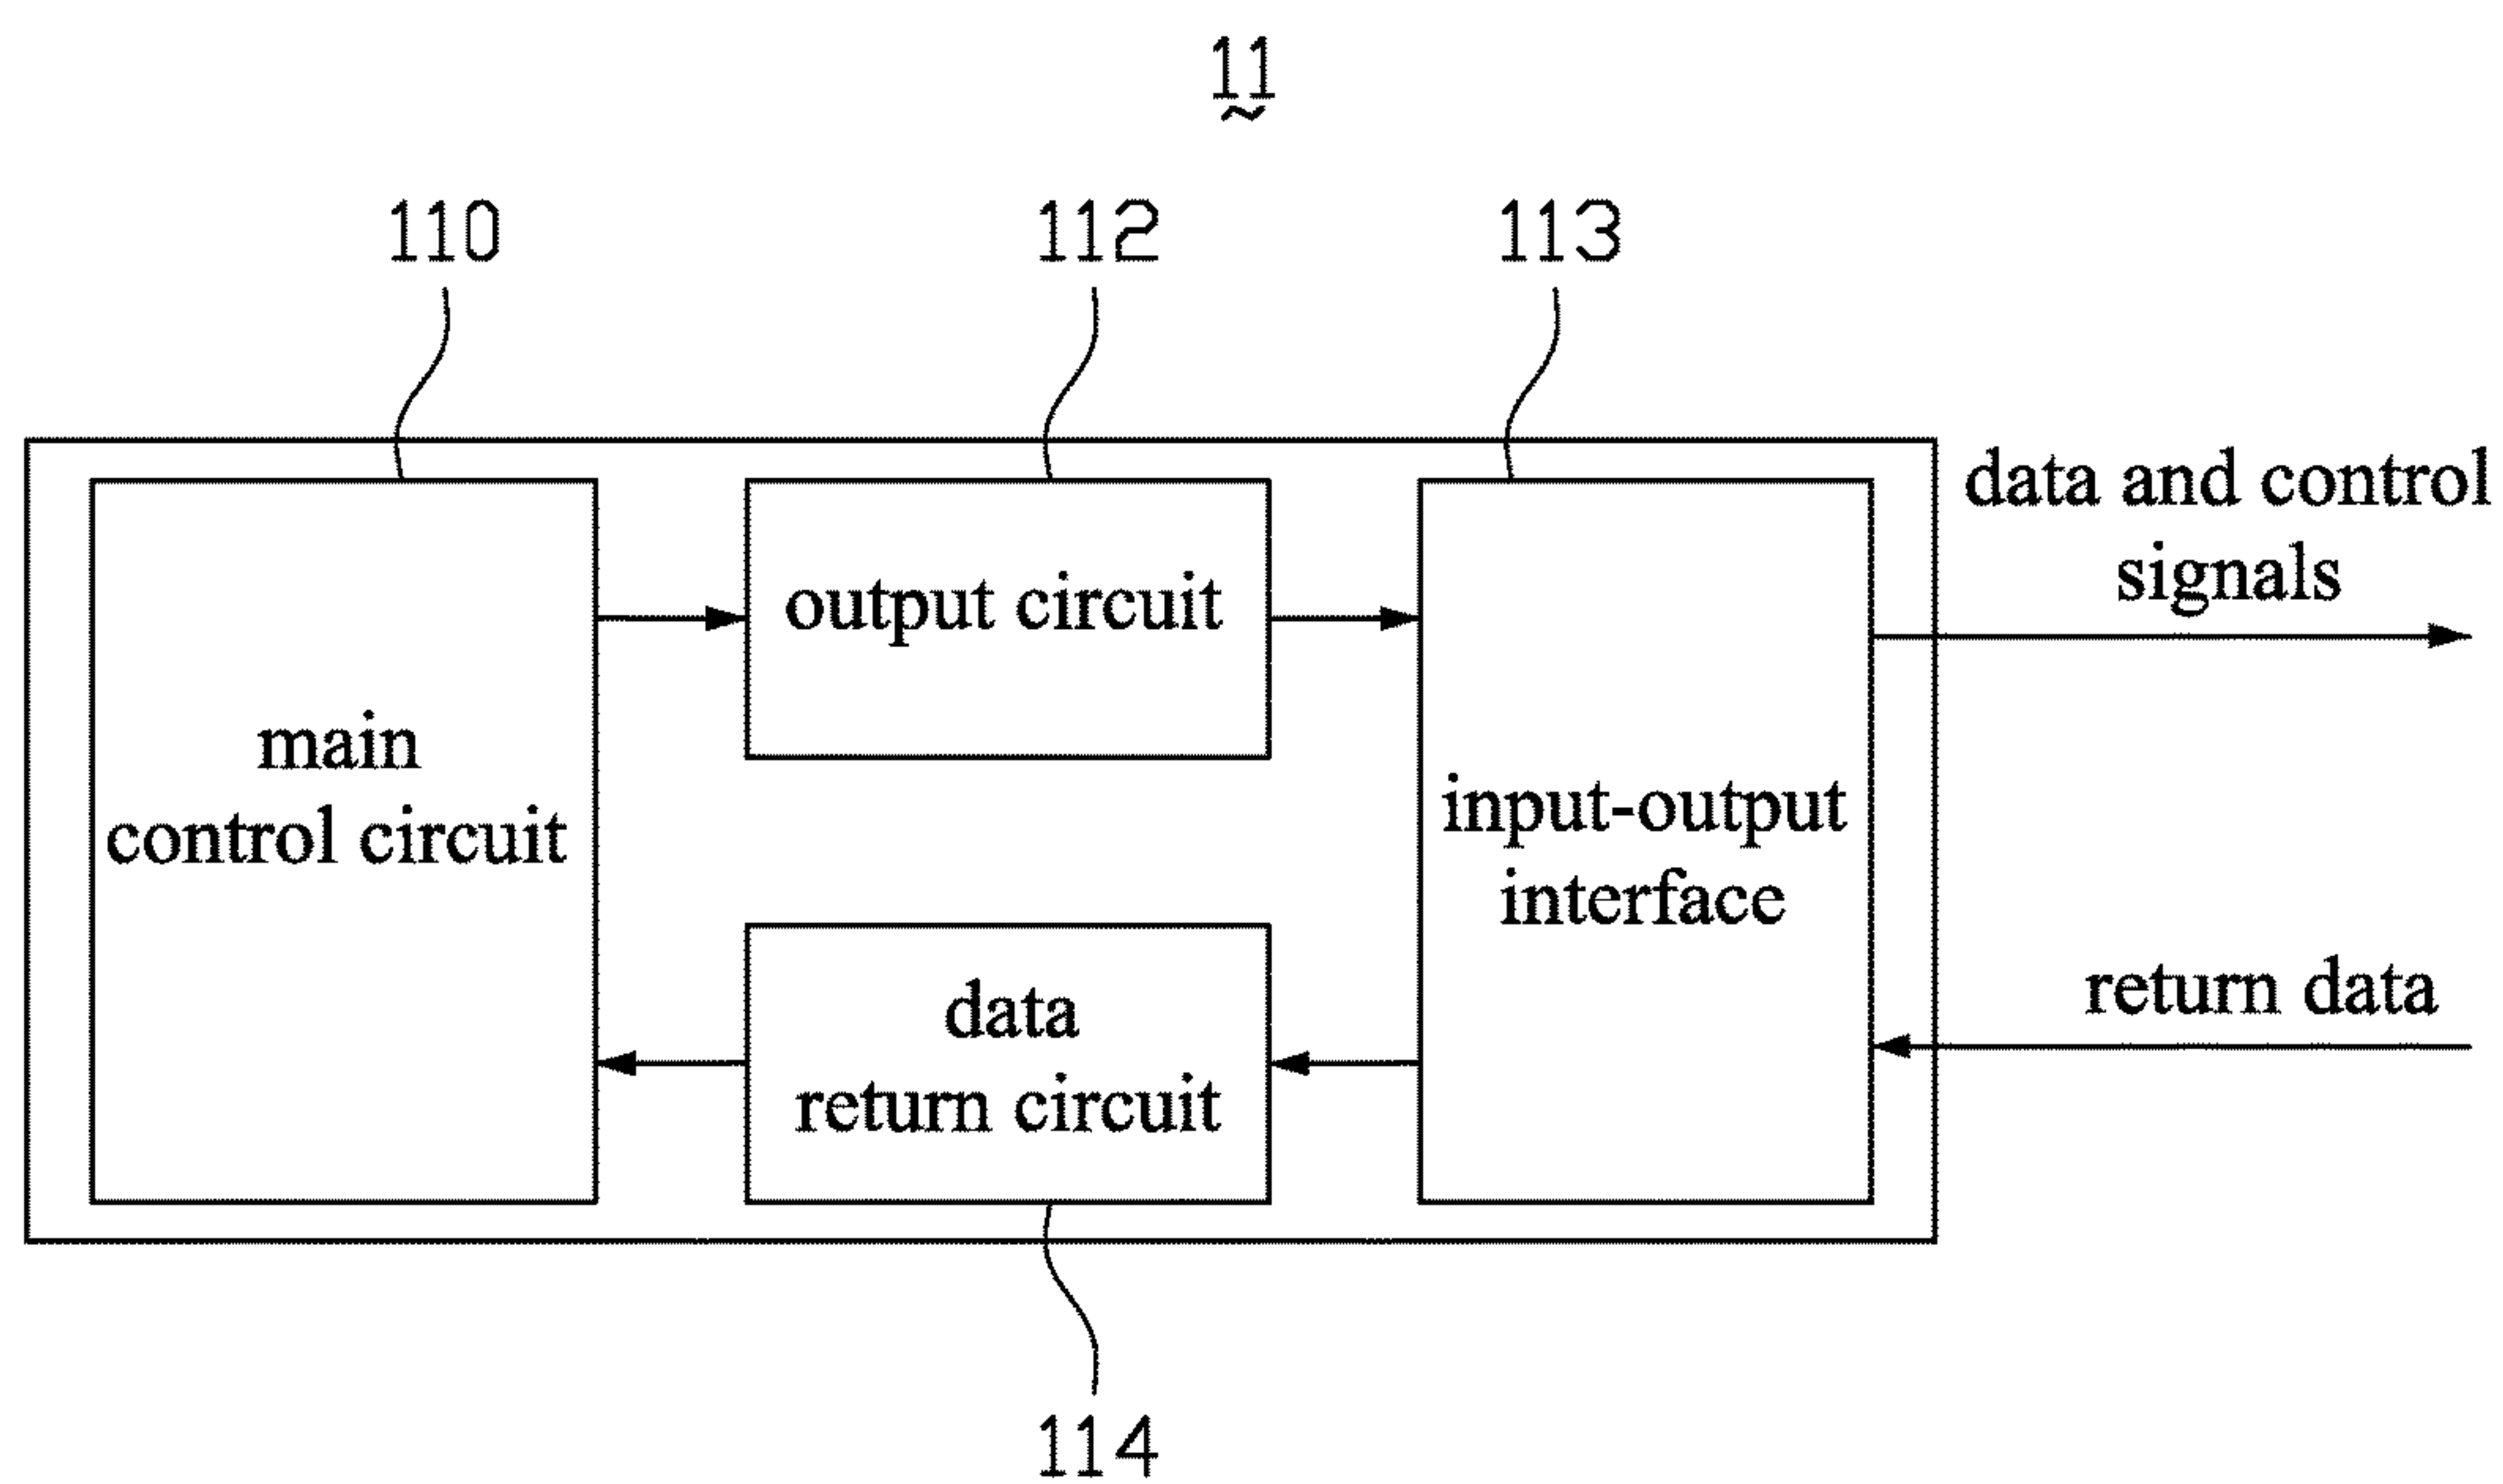 11
110
112
113
main
control circuit
output circuit
input-output
interface
data
return circuit
data and control
signals
return data
114